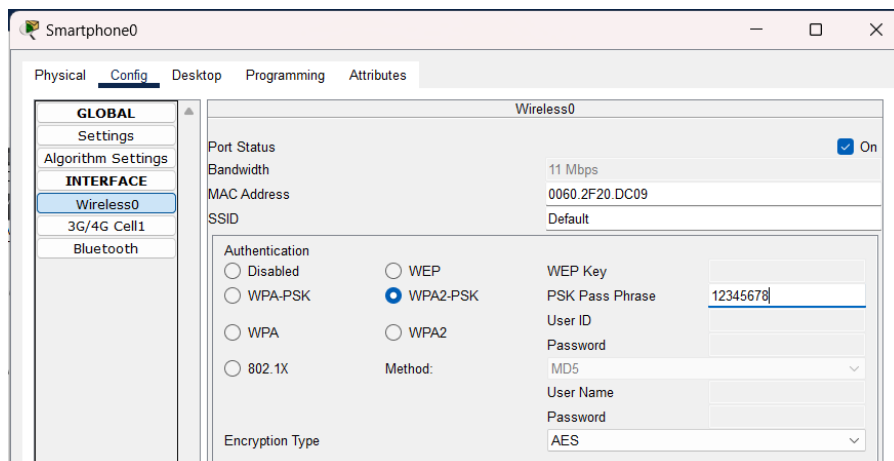 Smartphone0
Physical Config Desktop Programming Attributes
GLOBAL
Settings
Algorithm Settings
INTERFACE
Wireless0
3G/4G Cell1
Bluetooth
Wireless0
Port Status On
Bandwidth 11 Mbps
MAC Address 0060.2F20.DC09
SSID Default
Authentication
Disabled WEP WEP Key
WPA-PSK WPA2-PSK PSK Pass Phrase 12345678
User ID
WPA WPA2
Password
802.1X Method: MD5
User Name
Password
Encryption Type AES